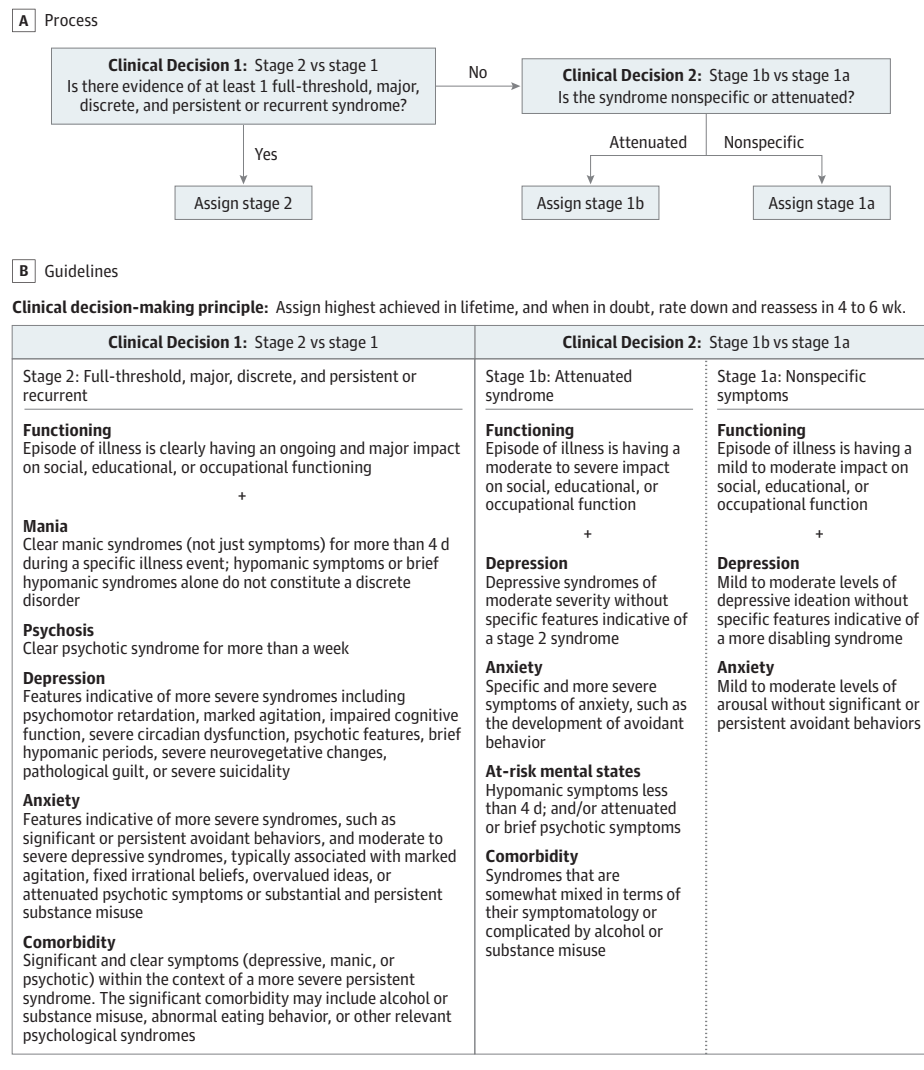 A Process
Clinical Decision 1: Stage 2 vs stage 1
Is there evidence of at least 1 full-threshold, major,
discrete, and persistent or recurrent syndrome?
No
Clinical Decision 2: Stage 1b vs stage 1a
Is the syndrome nonspecific or attenuated?
Yes
Attenuated
Nonspecific
Assign stage 2
Assign stage 1b
Assign stage 1a
B Guidelines
Clinical decision-making principle: Assign highest achieved in lifetime, and when in doubt, rate down and reassess in 4 to 6 wk.
Clinical Decision 1: Stage 2 vs stage 1
Stage 2: Full-threshold, major, discrete, and persistent or
recurrent
Functioning
Episode of illness is clearly having an ongoing and major impact
on social, educational, or occupational functioning
+
Mania
Clear manic syndromes (not just symptoms) for more than 4 d
during a specific illness event; hypomanic symptoms or brief
hypomanic syndromes alone do not constitute a discrete
disorder
Psychosis
Clear psychotic syndrome for more than a week
Depression
Features indicative of more severe syndromes including
psychomotor retardation, marked agitation, impaired cognitive
function, severe circadian dysfunction, psychotic features, brief
hypomanic periods, severe neurovegetative changes,
pathological guilt, or severe suicidality
Anxiety
Features indicative of more severe syndromes, such as
significant or persistent avoidant behaviors, and moderate to
severe depressive syndromes, typically associated with marked
agitation, fixed irrational beliefs, overvalued ideas, or
attenuated psychotic symptoms or substantial and persistent
substance misuse
Comorbidity
Significant and clear symptoms (depressive, manic, or
psychotic) within the context of a more severe persistent
syndrome. The significant comorbidity may include alcohol or
substance misuse, abnormal eating behavior, or other relevant
psychological syndromes
Clinical Decision 2: Stage 1b vs stage 1a
Stage 1b: Attenuated
syndrome
Functioning
Episode of illness is having a
moderate to severe impact
on social, educational, or
occupational function
+
Depression
Depressive syndromes of
moderate severity without
specific features indicative of
a stage 2 syndrome
Anxiety
Specific and more severe
symptoms of anxiety, such as
the development of avoidant
behavior
At-risk mental states
Hypomanic symptoms less
than 4 d; and/or attenuated
or brief psychotic symptoms
Comorbidity
Syndromes that are
somewhat mixed in terms of
their symptomatology or
complicated by alcohol or
substance misuse
Stage 1a: Nonspecific
symptoms
Functioning
Episode of illness is having a
mild to moderate impact on
social, educational, or
occupational function
+
Depression
Mild to moderate levels of
depressive ideation without
specific features indicative of
a more disabling syndrome
Anxiety
Mild to moderate levels of
arousal without significant or
persistent avoidant behaviors